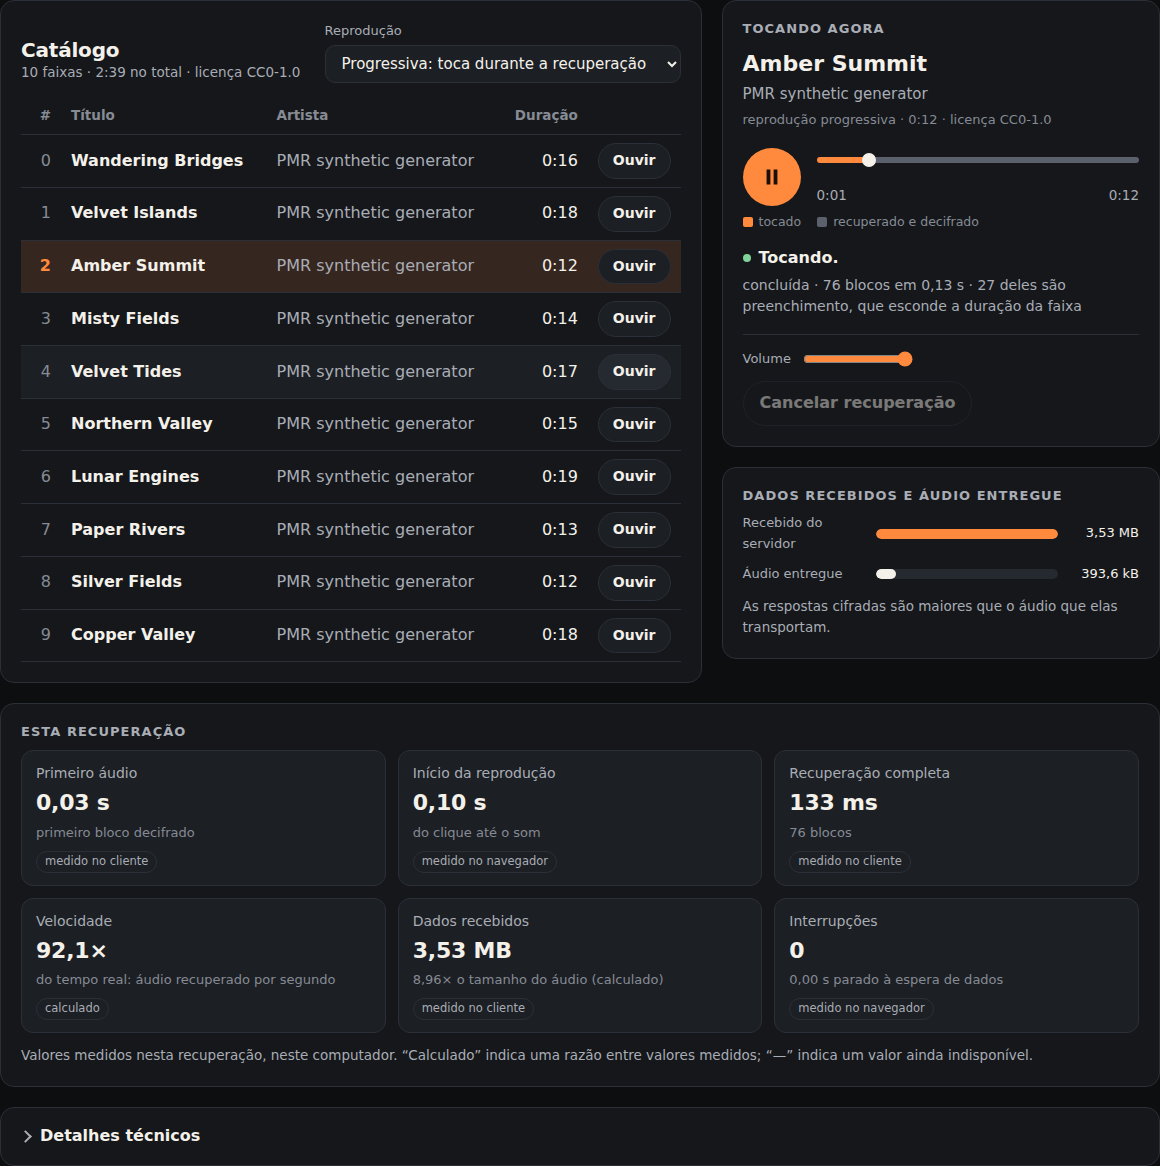 Catálogo
10 faixas · 2:39 no total · licença CC0-1.0
Reprodução
Progressiva: toca durante a recuperação
# Título Artista Duração
0 Wandering Bridges PMR synthetic generator 0:16 Ouvir
1 Velvet Islands PMR synthetic generator 0:18 Ouvir
2 Amber Summit PMR synthetic generator 0:12 Ouvir
3 Misty Fields PMR synthetic generator 0:14 Ouvir
4 Velvet Tides PMR synthetic generator 0:17 Ouvir
5 Northern Valley PMR synthetic generator 0:15 Ouvir
6 Lunar Engines PMR synthetic generator 0:19 Ouvir
7 Paper Rivers PMR synthetic generator 0:13 Ouvir
8 Silver Fields PMR synthetic generator 0:12 Ouvir
9 Copper Valley PMR synthetic generator 0:18 Ouvir
TOCANDO AGORA
Amber Summit
PMR synthetic generator
reprodução progressiva · 0:12 · licença CC0-1.0
0:01 0:12
tocado recuperado e decifrado
Tocando.
concluída · 76 blocos em 0,13 s · 27 deles são
preenchimento, que esconde a duração da faixa
Volume
Cancelar recuperação
DADOS RECEBIDOS E ÁUDIO ENTREGUE
Recebido do
servidor
3,53 MB
Áudio entregue 393,6 kB
As respostas cifradas são maiores que o áudio que elas
transportam.
ESTA RECUPERAÇÃO
Primeiro áudio
0,03 s
primeiro bloco decifrado
medido no cliente
Início da reprodução
0,10 s
do clique até o som
medido no navegador
Recuperação completa
133 ms
76 blocos
medido no cliente
Velocidade
92,1×
do tempo real: áudio recuperado por segundo
calculado
Dados recebidos
3,53 MB
8,96× o tamanho do áudio (calculado)
medido no cliente
Interrupções
0
0,00 s parado à espera de dados
medido no navegador
Valores medidos nesta recuperação, neste computador. “Calculado” indica uma razão entre valores medidos; “—” indica um valor ainda indisponível.
Detalhes técnicos